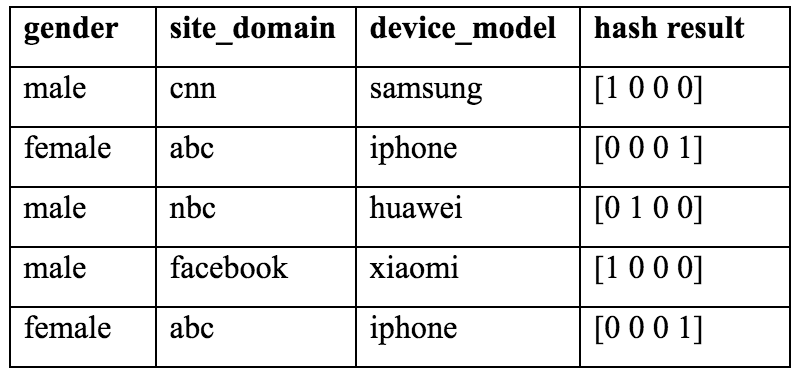 gender site_domain device_model hash result
male cnn samsung [1 0 0 0]
female abc iphone [0 0 0 1]
male nbc huawei [0 1 0 0]
male facebook xiaomi [1 0 0 0]
female abc iphone [0 0 0 1]